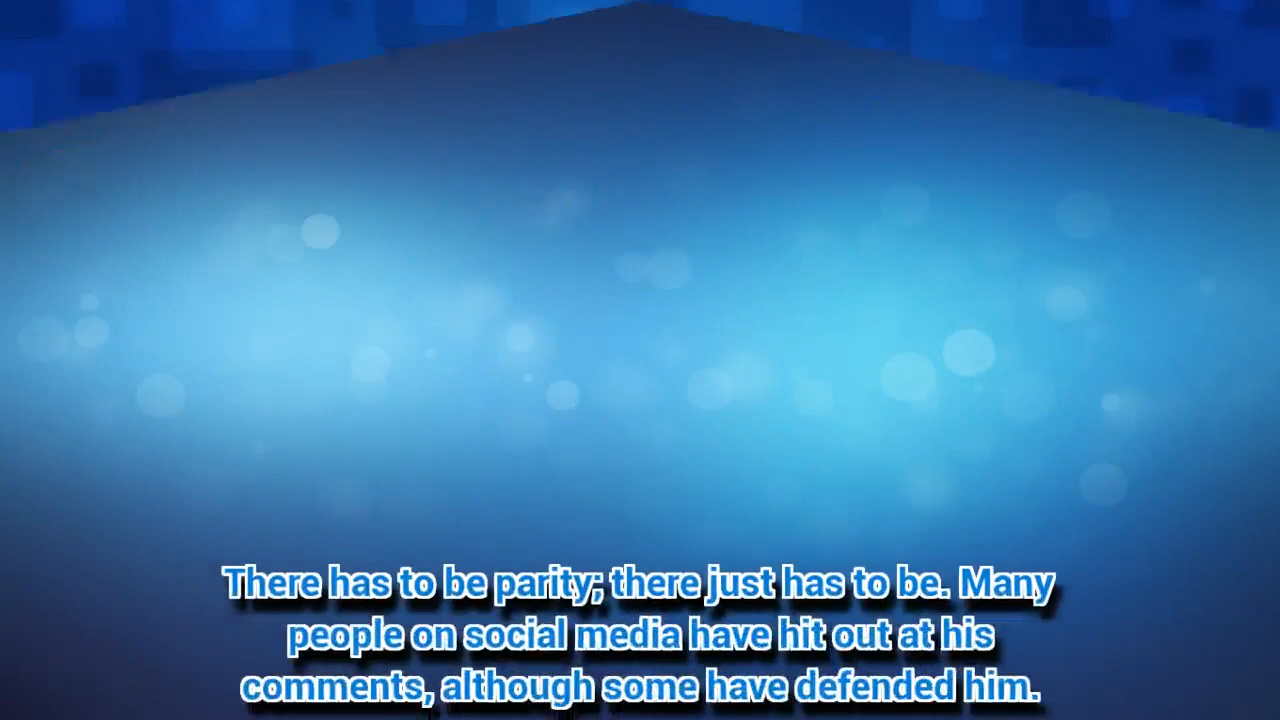 There has to be parity; there just has to be. Many
people on social media have hit out at his
comments, although some have defended him.